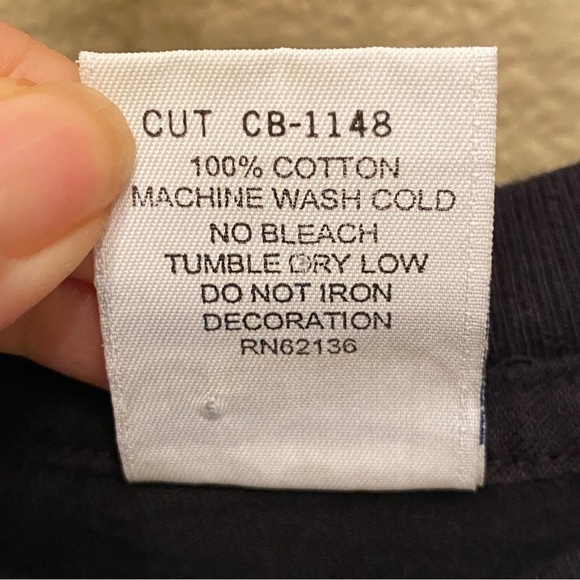 CUT CB-1148
100% COTTON
MACHINE WASH COLD
NO BLEACH
TUMBLE DRY LOW
DO NOT IRON
DECORATION
RN62136